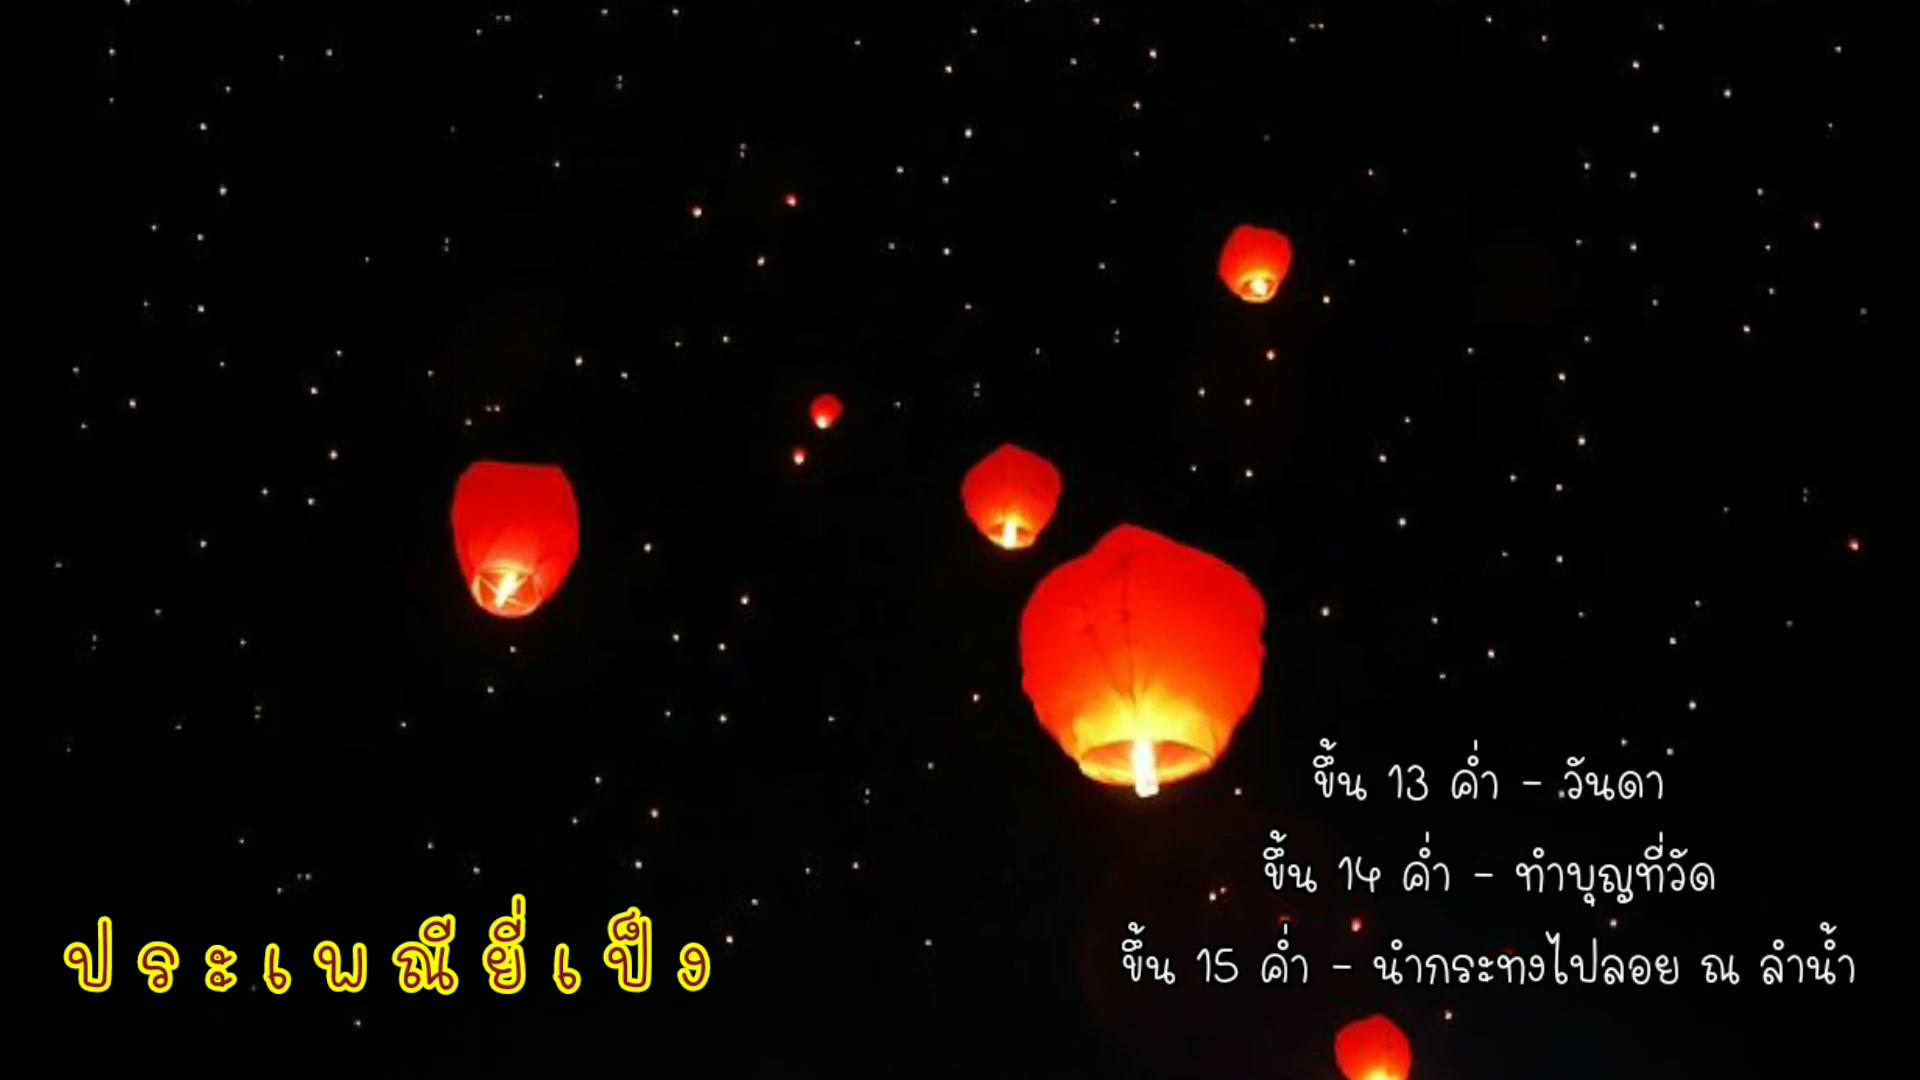 ขึ้น 13 ค่ำ - วันดา
ขึ้น 14 ค่ำ - ทำบุญที่วัด
ขึ้น 15 ค่ำ - นำกระทงไปลอย ณ ลำน้ำ
ประเพณียี่เป็ง